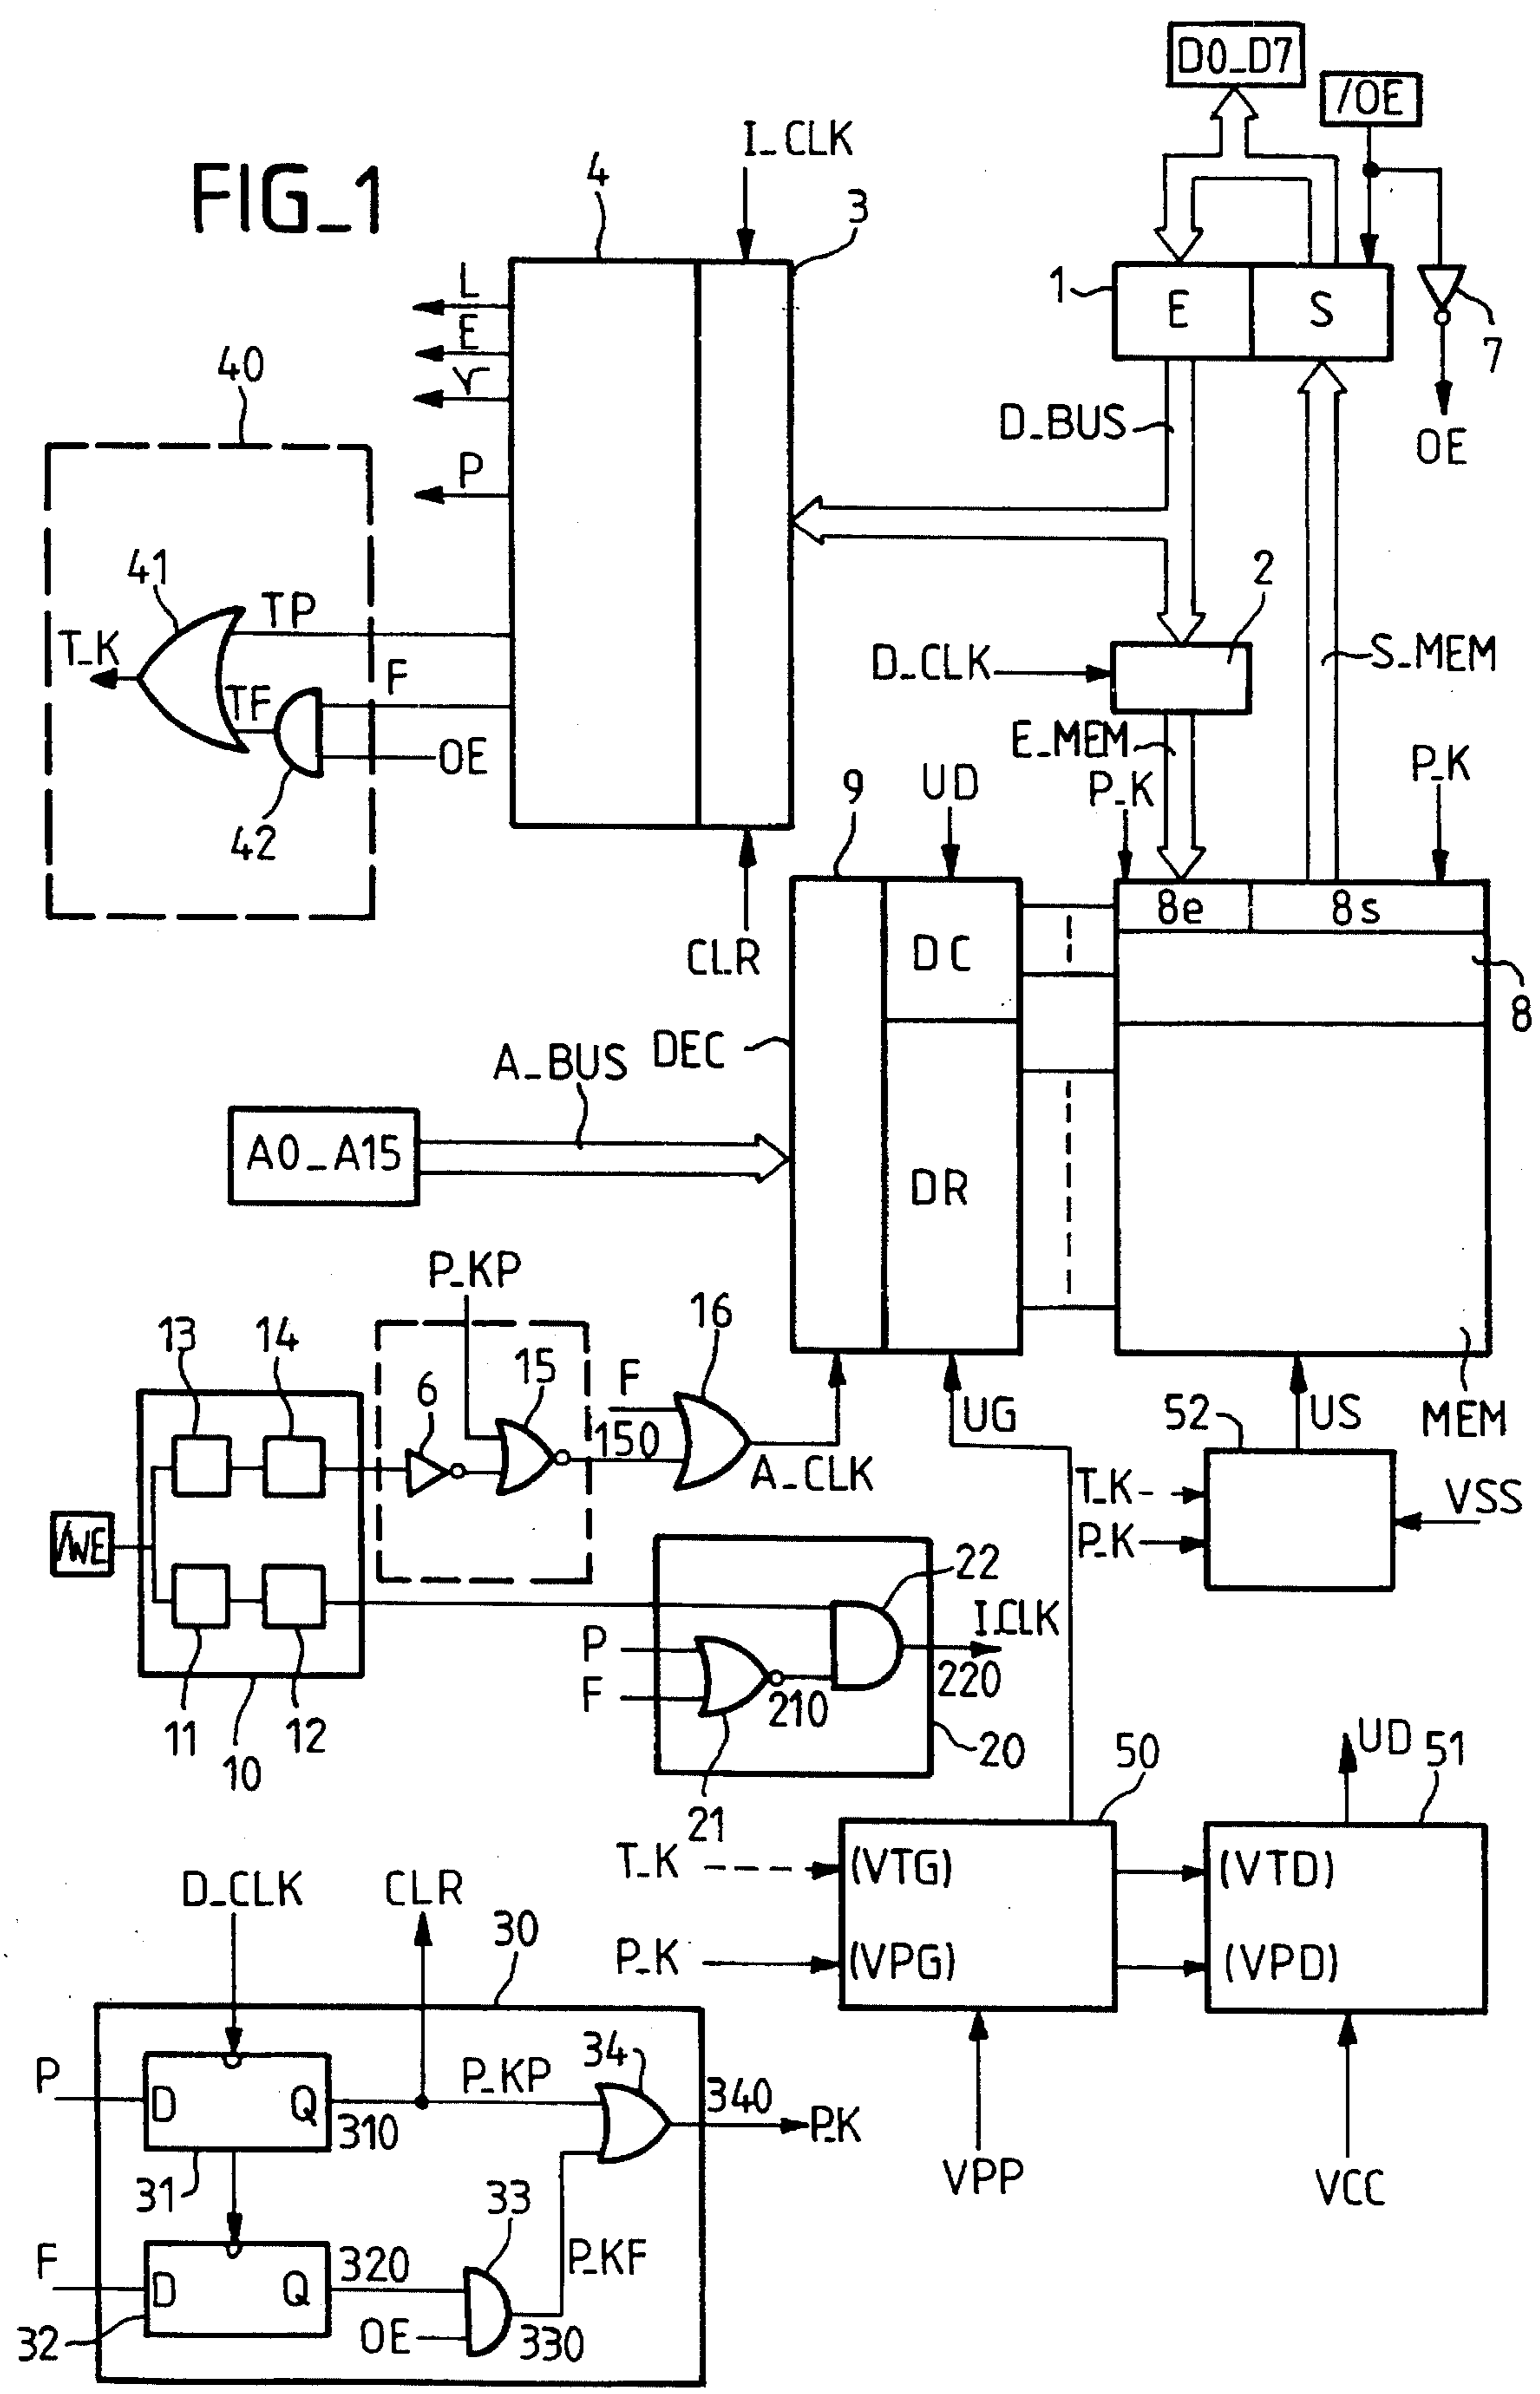 FIG_1
D0_D7
/OE
I_CLK
4
3
1
E
S
7
OE
L
E
V
P
40
D_BUS
41
TP
T_K
F
TF
OE
42
2
D_CLK
S_MEM
E_MEM
P_K
P_K
9
UD
8e
8s
CLR
DC
8
DEC
A_BUS
A0_A15
DR
P_KP
13
14
6
15
F
16
150
A_CLK
UG
52
US
MEM
T_K
P_K
VSS
/WE
22
I_CLK
P
F
210
220
11
10
12
21
20
50
UD
51
T_K
(VTG)
(VTD)
P_K
(VPG)
(VPD)
VPP
VCC
D_CLK
CLR
30
P
D
Q
310
P_KP
34
340
P_K
31
33
F
D
Q
320
P_KF
32
OE
330